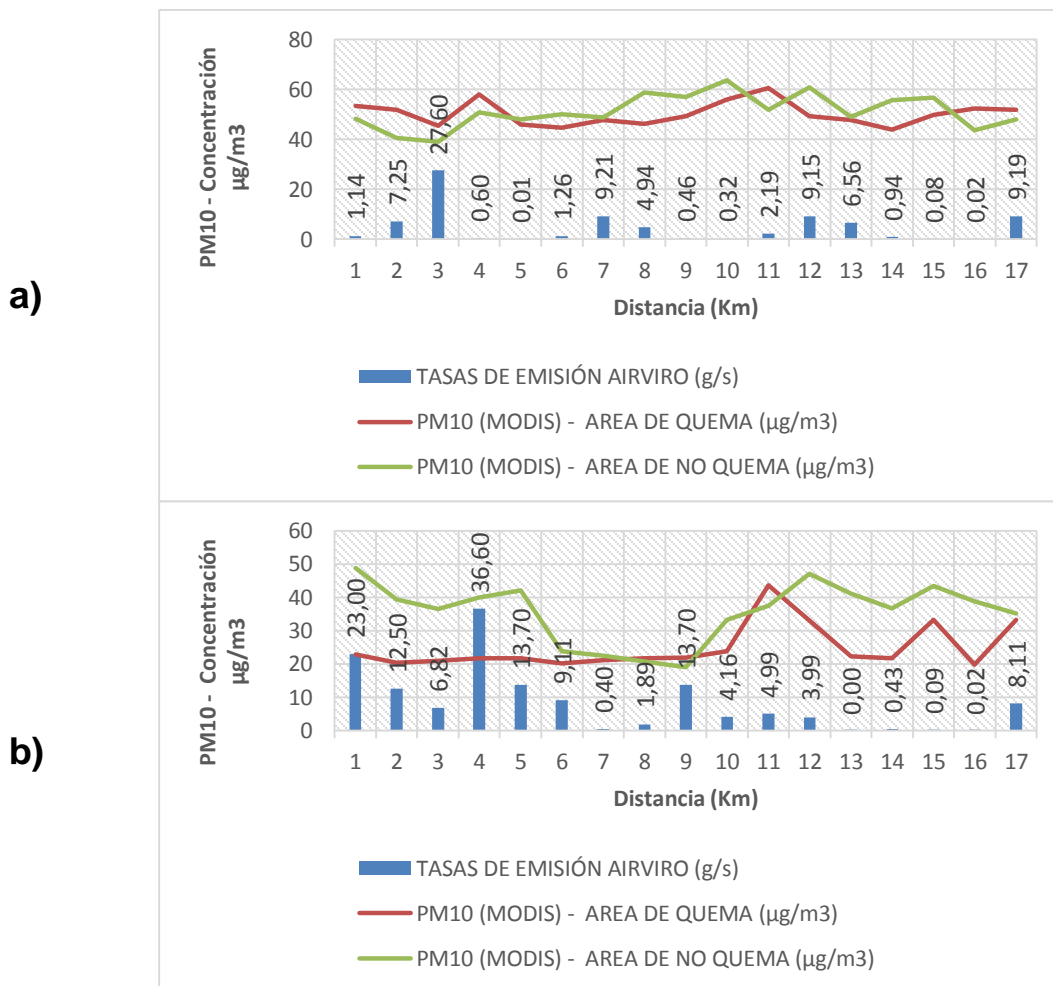 a)
PM10 - Concentración
µg/m3
80
60
40
20
0
1,14
7,25
27,60
0,60
0,01
1,26
9,21
4,94
0,46
0,32
2,19
9,15
6,56
0,94
0,08
0,02
9,19
1 2 3 4 5 6 7 8 9 10 11 12 13 14 15 16 17
Distancia (Km)
TASAS DE EMISIÓN AIRVIRO (g/s)
PM10 (MODIS) - AREA DE QUEMA (µg/m3)
PM10 (MODIS) - AREA DE NO QUEMA (µg/m3)
b)
PM10 - Concentración
µg/m3
60
50
40
30
20
10
0
23,00
12,50
6,82
36,60
13,70
9,11
0,40
1,89
13,70
4,16
4,99
3,99
0,00
0,43
0,09
0,02
8,11
1 2 3 4 5 6 7 8 9 10 11 12 13 14 15 16 17
Distancia (Km)
TASAS DE EMISIÓN AIRVIRO (g/s)
PM10 (MODIS) - AREA DE QUEMA (µg/m3)
PM10 (MODIS) - AREA DE NO QUEMA (µg/m3)